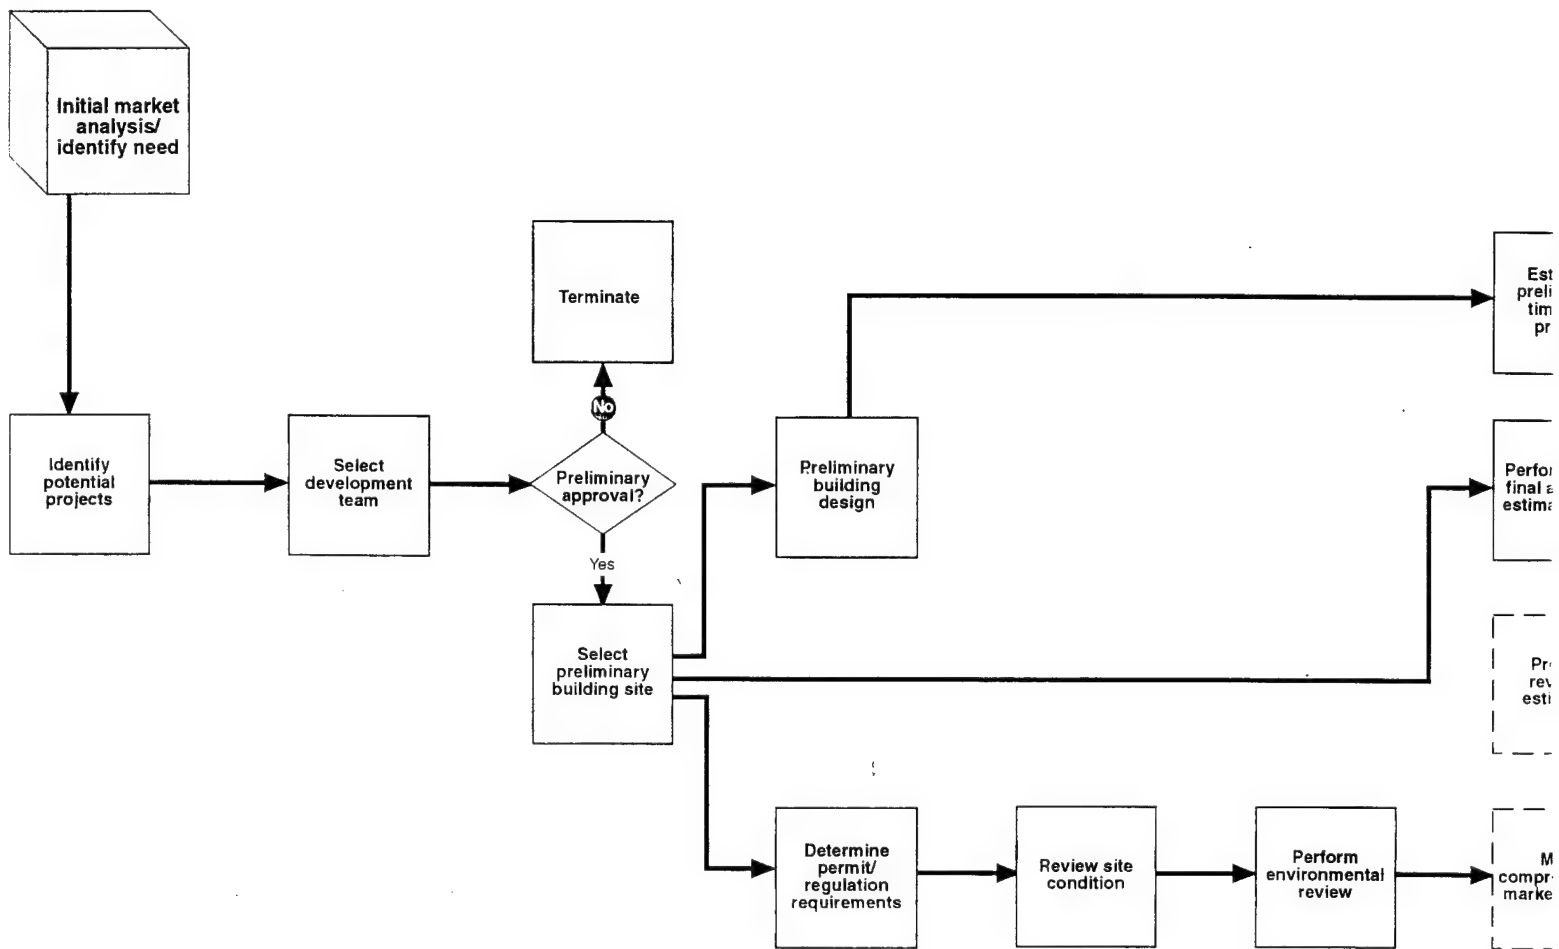 Initial market
analysis/
identify need
Terminate
No
Identify
potential
projects
Select
development
team
Preliminary
approval?
Yes
Preliminary
building
design
Select
preliminary
building site
Determine
permit/
regulation
requirements
Review site
condition
Perform
environmental
review
final